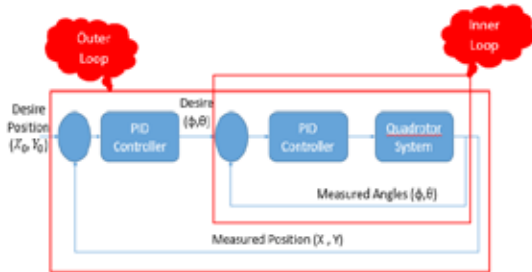 Outer
Loop
Inner
Loop
Desire
Position
(X₀,Y₀)
PID
Controller
Desire
(ϕ,θ)
PID
Controller
Quadrotor
System
Measured Angles (ϕ,θ)
Measured Position (X , Y)